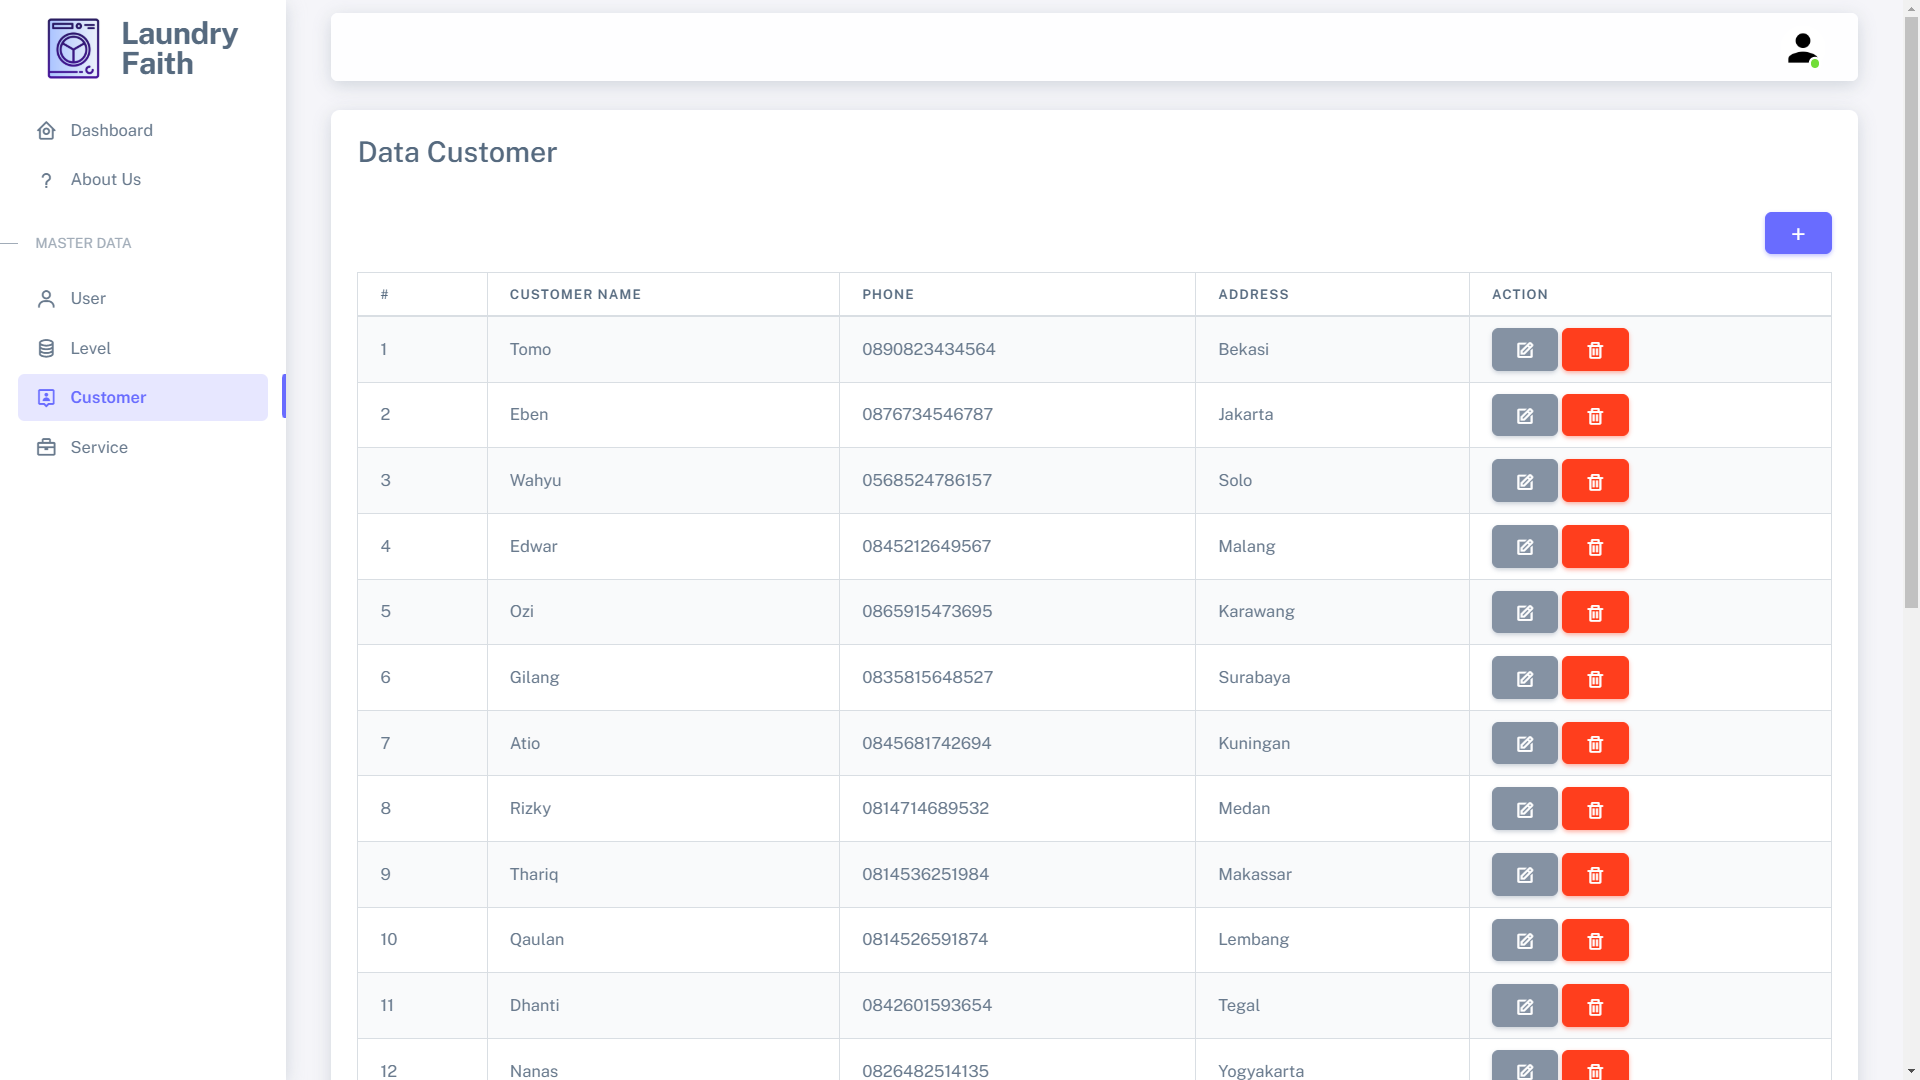 Laundry
Faith
Dashboard
? About Us
MASTER DATA
User
Level
Customer
Service
Data Customer
+
# CUSTOMER NAME PHONE ADDRESS ACTION
1 Tomo 0890823434564 Bekasi
2 Eben 0876734546787 Jakarta
3 Wahyu 0568524786157 Solo
4 Edwar 0845212649567 Malang
5 Ozi 0865915473695 Karawang
6 Gilang 0835815648527 Surabaya
7 Atio 0845681742694 Kuningan
8 Rizky 0814714689532 Medan
9 Thariq 0814536251984 Makassar
10 Qaulan 0814526591874 Lembang
11 Dhanti 0842601593654 Tegal
12 Nanas 0826482514135 Yogyakarta